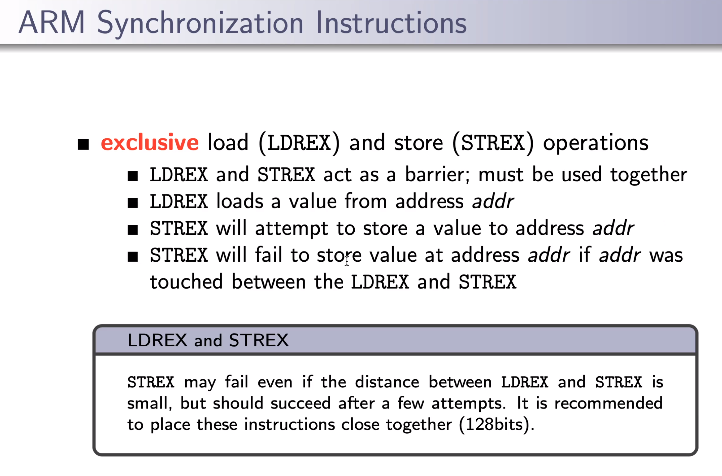 ARM Synchronization Instructions
exclusive load (LDREX) and store (STREX) operations
LDREX and STREX act as a barrier; must be used together
LDREX loads a value from address addr
STREX will attempt to store a value to address addr
STREX will fail to store value at address addr if addr was
touched between the LDREX and STREX
LDREX and STREX
STREX may fail even if the distance between LDREX and STREX is
small, but should succeed after a few attempts. It is recommended
to place these instructions close together (128bits).